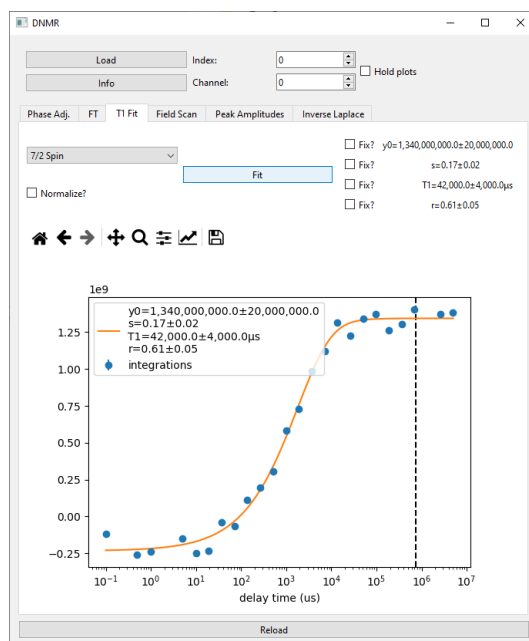 DNMR
Load
Index:
0
Hold plots
Info
Channel:
0
Phase Adj.
FT
T1 Fit
Field Scan
Peak Amplitudes
Inverse Laplace
7/2 Spin
Fit
Normalize?
Fix? y0=1,340,000,000.0±20,000,000.0
Fix? s=0.17±0.02
Fix? T1=42,000.0±4,000.0µs
Fix? r=0.61±0.05
1e9
y0=1,340,000,000.0±20,000,000.0
s=0.17±0.02
T1=42,000.0±4,000.0µs
r=0.61±0.05
integrations
1.25
1.00
0.75
0.50
0.25
0.00
−0.25
10⁻¹ 10⁰ 10¹ 10² 10³ 10⁴ 10⁵ 10⁶ 10⁷
delay time (us)
Reload